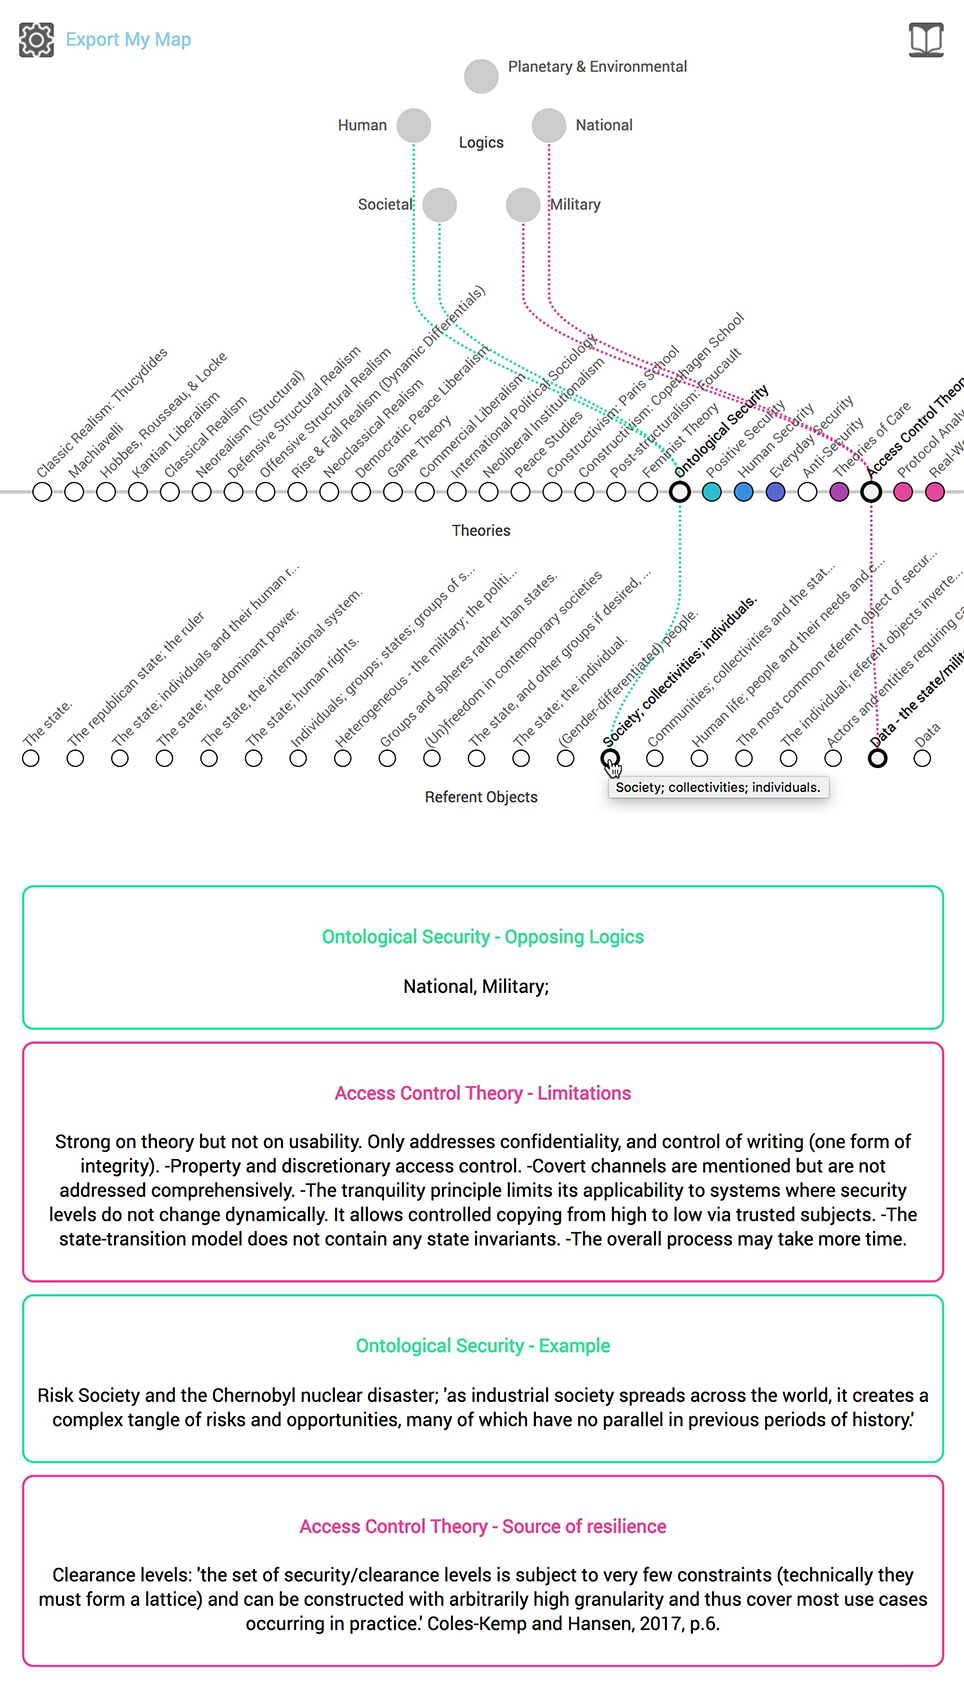 Export My Map
Planetary & Environmental
Human
National
Logics
Societal
Military
Classic Realism: Thucydides
Machiavelli
Hobbes, Rousseau, & Locke
Kantian Liberalism
Classical Realism
Neorealism (Structural)
Defensive Structural Realism
Offensive Structural Realism
Rise & Fall Realism (Dynamic Differentials)
Neoclassical Realism
Democratic Peace Liberalism
Game Theory
Commercial Liberalism
International Political Sociology
Neoliberal Institutionalism
Peace Studies
Constructivism: Paris School
Constructivism: Copenhagen School
Post-structuralism: Foucault
Feminist Theory
Ontological Security
Positive Security
Human Security
Everyday Security
Anti-Security
Theories of Care
Access Control Theor
Protocol Analy
Real-Wo
Theories
The state.
The republican state; the ruler
The state; individuals and their human r...
The state; the dominant power.
The state, the international system.
The state; human rights.
Individuals; groups; states; groups of s...
Heterogeneous - the military; the politi...
Groups and spheres rather than states.
(Un)freedom in contemporary societies
The state, and other groups if desired, ...
The state; the individual.
(Gender-differentiated) people.
Society; collectivities; individuals.
Communities; collectivities and the stat...
Human life; people and their needs and c...
The most common referent object of secur...
The individual; referent objects inverte...
Actors and entities requiring ca
Data - the state/milit
Data
Society; collectivities; individuals.
Referent Objects
Ontological Security - Opposing Logics
National, Military;
Access Control Theory - Limitations
Strong on theory but not on usability. Only addresses confidentiality, and control of writing (one form of
integrity). -Property and discretionary access control. -Covert channels are mentioned but are not
addressed comprehensively. -The tranquility principle limits its applicability to systems where security
levels do not change dynamically. It allows controlled copying from high to low via trusted subjects. -The
state-transition model does not contain any state invariants. -The overall process may take more time.
Ontological Security - Example
Risk Society and the Chernobyl nuclear disaster; 'as industrial society spreads across the world, it creates a
complex tangle of risks and opportunities, many of which have no parallel in previous periods of history.'
Access Control Theory - Source of resilience
Clearance levels: 'the set of security/clearance levels is subject to very few constraints (technically they
must form a lattice) and can be constructed with arbitrarily high granularity and thus cover most use cases
occurring in practice.' Coles-Kemp and Hansen, 2017, p.6.